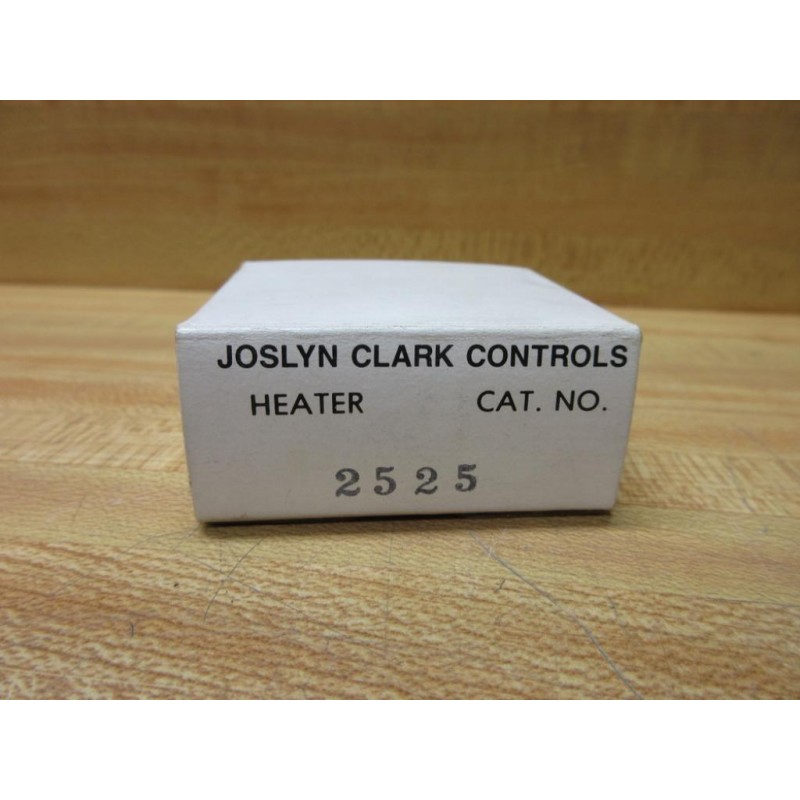 JOSLYN CLARK CONTROLS
HEATER CAT. NO.
2525